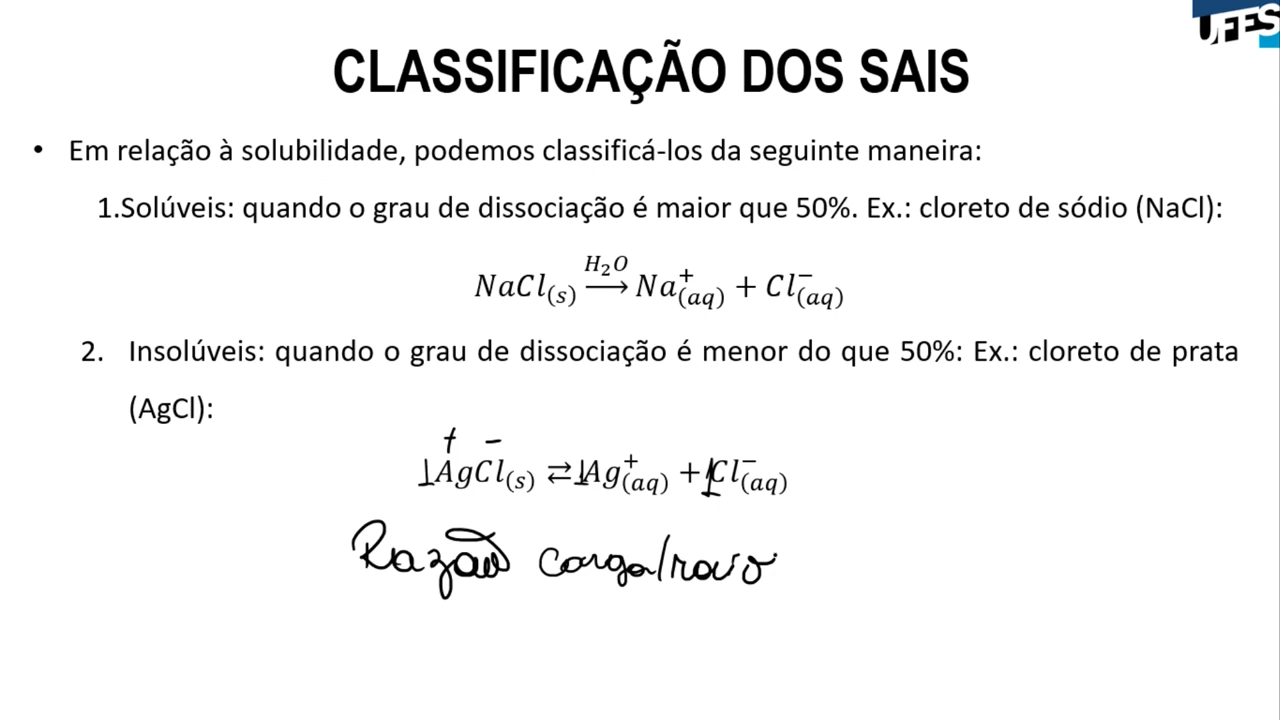 UFES
CLASSIFICAÇÃO DOS SAIS
• Em relação à solubilidade, podemos classificá-los da seguinte maneira:
1.Solúveis: quando o grau de dissociação é maior que 50%. Ex.: cloreto de sódio (NaCl):
H₂O
NaCl(s) ⟶ Na⁺(aq) + Cl⁻(aq)
2. Insolúveis: quando o grau de dissociação é menor do que 50%: Ex.: cloreto de prata
(AgCl):
+ −
1AgCl(s) ⇄ 1Ag⁺(aq) + 1Cl⁻(aq)
Razão carga/raio